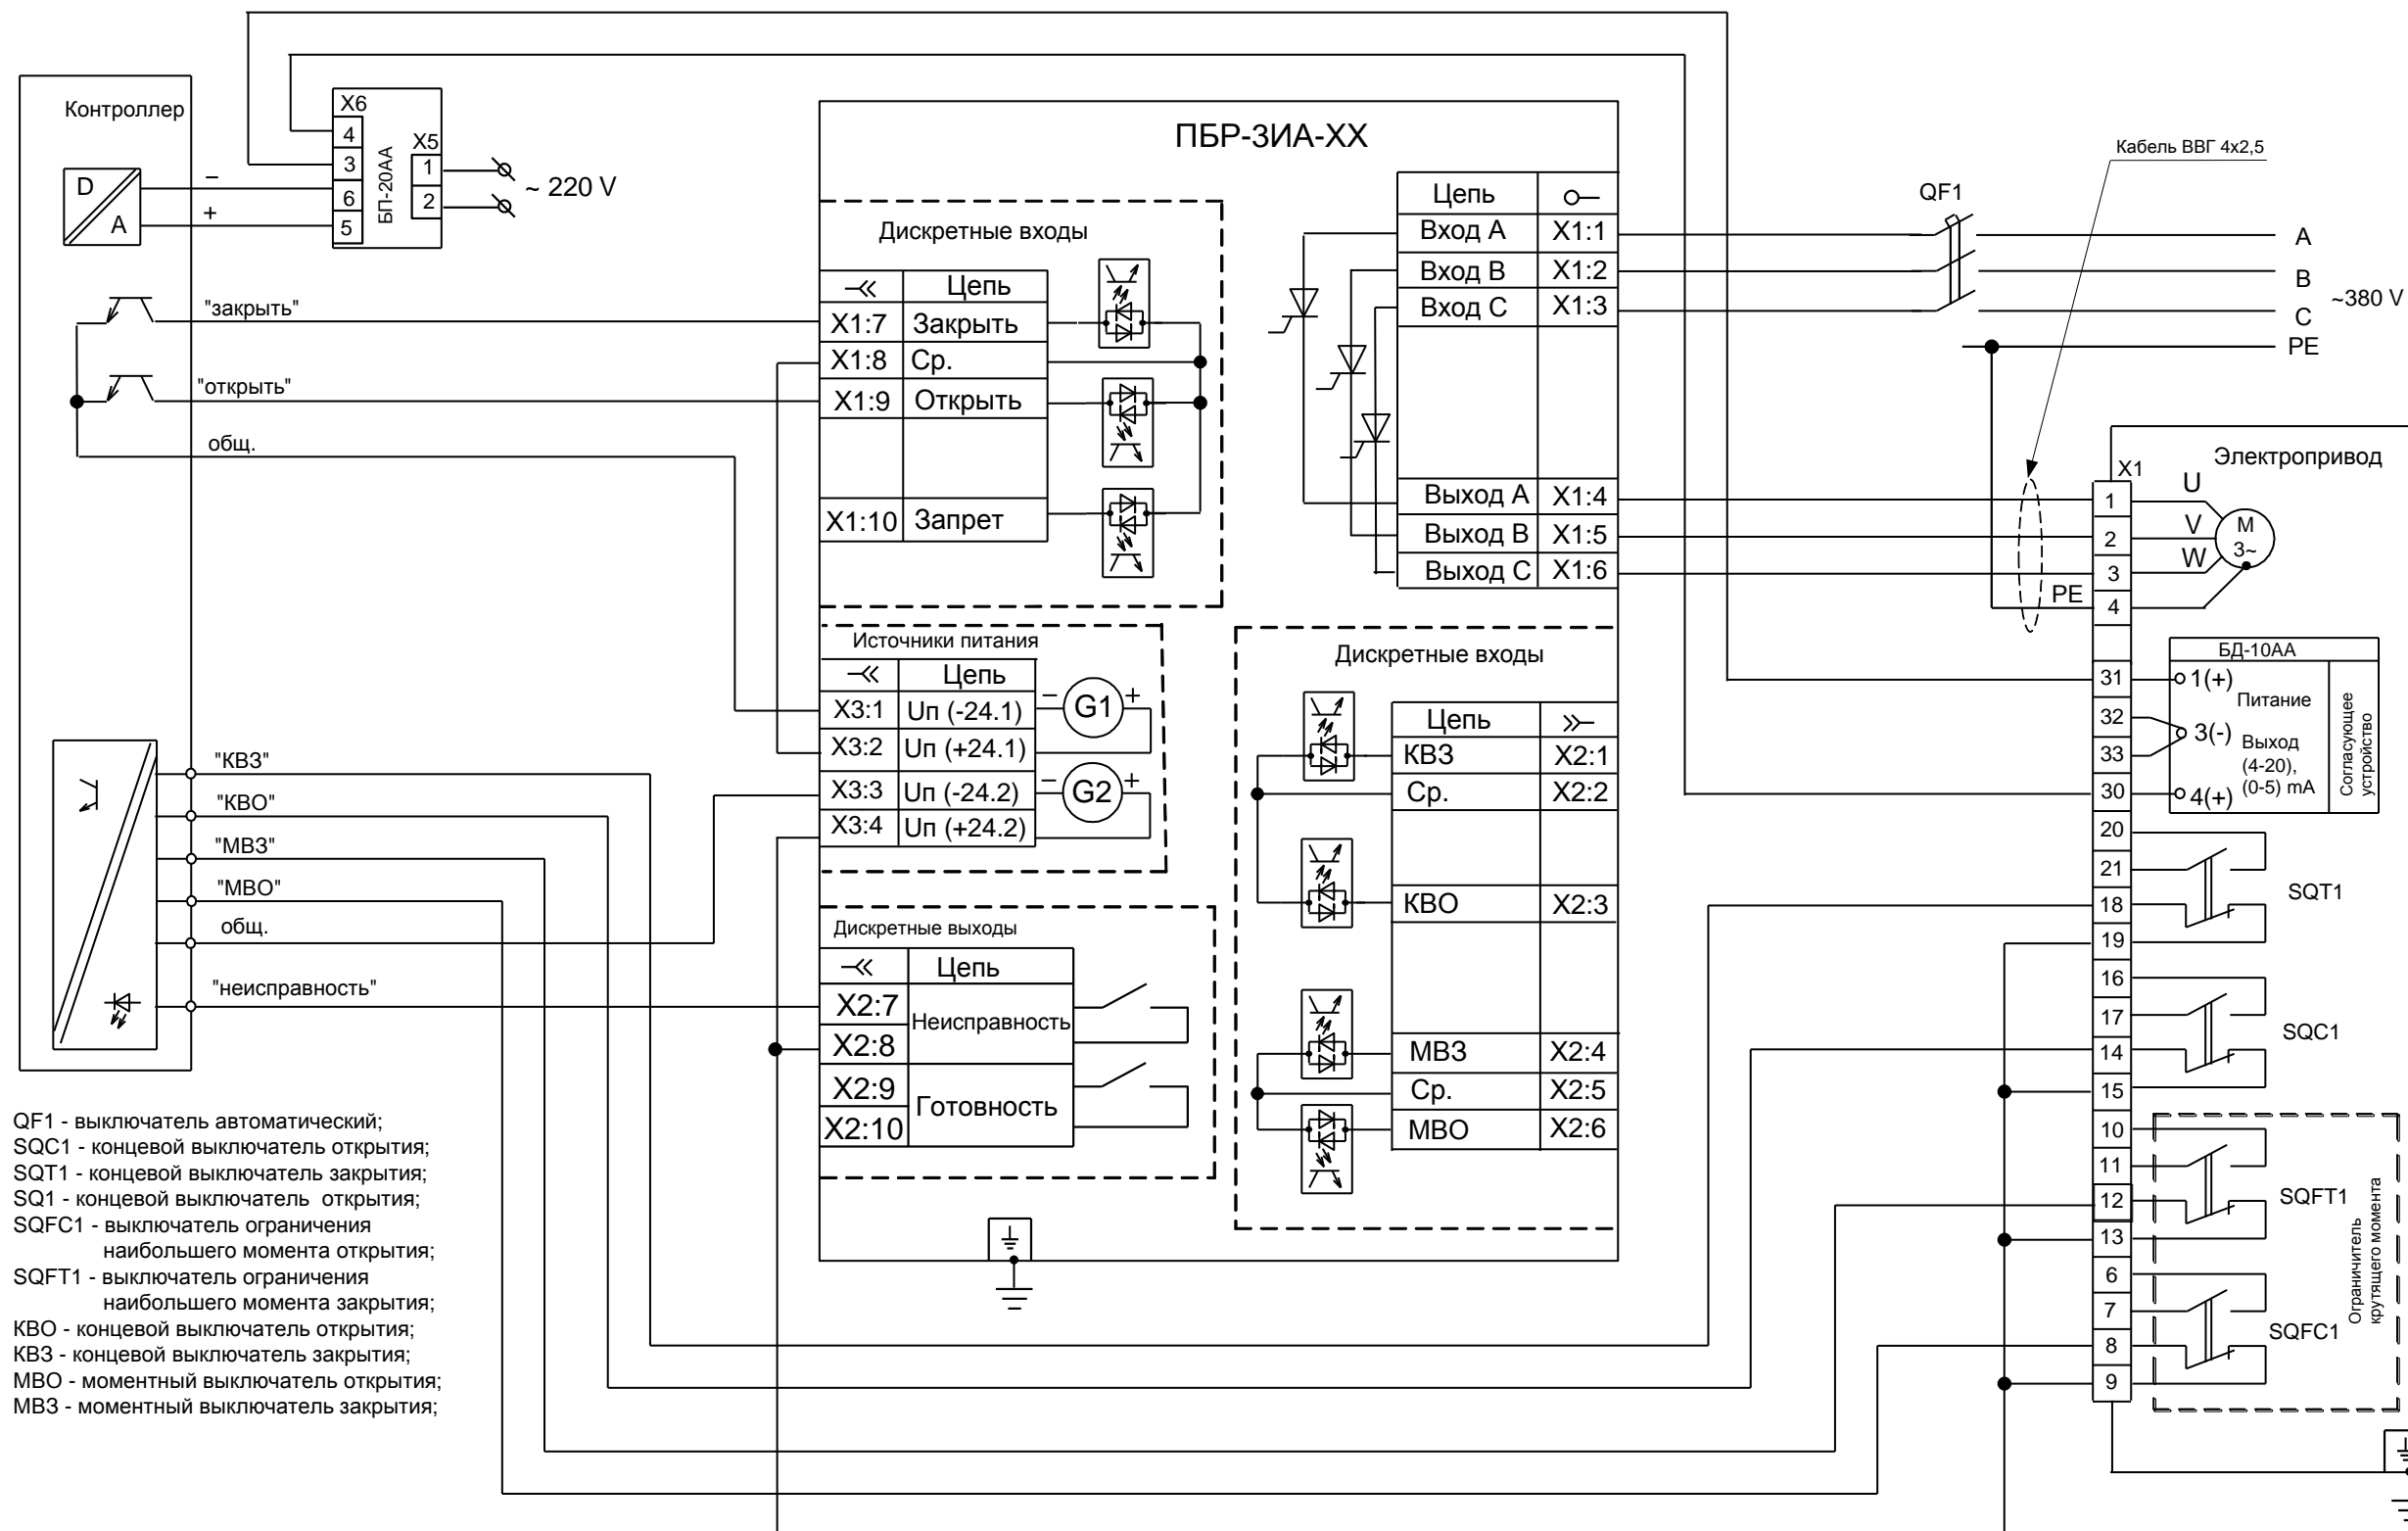 Контроллер
D
A
–
+
X6
4
3
6
5
БП-20АА
X5
1
2
~ 220 V
"закрыть"
"открыть"
общ.
"КВЗ"
"КВО"
"МВЗ"
"МВО"
общ.
"неисправность"
ПБР-3ИА-ХХ
Дискретные входы
Цепь
X1:7 Закрыть
X1:8 Ср.
X1:9 Открыть
X1:10 Запрет
Источники питания
Цепь
X3:1 Uп (-24.1)
X3:2 Uп (+24.1)
X3:3 Uп (-24.2)
X3:4 Uп (+24.2)
– G1 +
– G2 +
Дискретные выходы
Цепь
X2:7
X2:8
Неисправность
X2:9
X2:10
Готовность
Цепь
Вход А X1:1
Вход В X1:2
Вход С X1:3
Выход А X1:4
Выход В X1:5
Выход С X1:6
Дискретные входы
Цепь
КВЗ X2:1
Ср. X2:2
КВО X2:3
МВЗ X2:4
Ср. X2:5
МВО X2:6
QF1
Кабель ВВГ 4х2,5
A
B
C
PE
~380 V
Электропривод
X1
1
2
3
4
31
32
33
30
20
21
18
19
16
17
14
15
10
11
12
13
6
7
8
9
U
V
W
PE
M
3~
БД-10АА
1(+)
Питание
3(-)
Выход
(4-20),
(0-5) mA
4(+)
Согласующее
устройство
SQT1
SQC1
SQFT1
SQFC1
Ограничитель
крутящего момента
QF1 - выключатель автоматический;
SQC1 - концевой выключатель открытия;
SQT1 - концевой выключатель закрытия;
SQ1 - концевой выключатель открытия;
SQFC1 - выключатель ограничения
наибольшего момента открытия;
SQFT1 - выключатель ограничения
наибольшего момента закрытия;
КВО - концевой выключатель открытия;
КВЗ - концевой выключатель закрытия;
МВО - моментный выключатель открытия;
МВЗ - моментный выключатель закрытия;